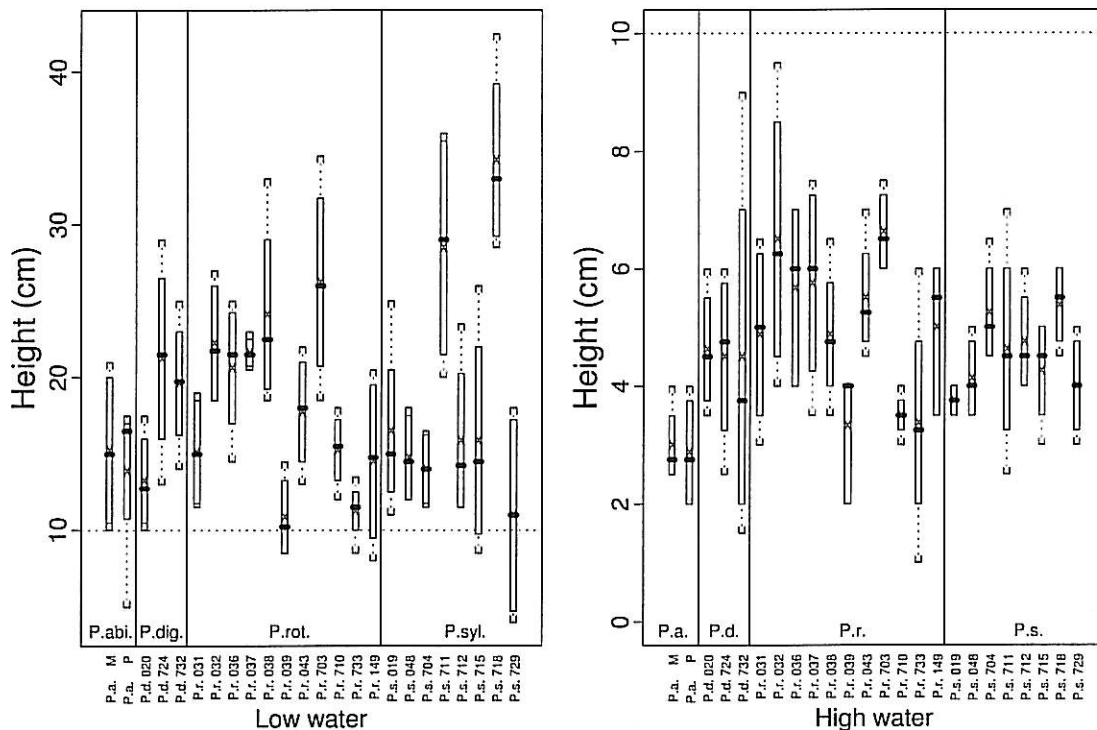 Height (cm)
40
30
20
10
P.abi.
P.dig.
P.rot.
P.syl.
P.a. M
P.a. P
P.d. 020
P.d. 724
P.d. 732
P.r. 031
P.r. 032
P.r. 036
P.r. 037
P.r. 038
P.r. 039
P.r. 043
P.r. 703
P.r. 710
P.r. 733
P.r. 149
P.s. 019
P.s. 048
P.s. 704
P.s. 711
P.s. 712
P.s. 715
P.s. 718
P.s. 729
Low water
Height (cm)
10
8
6
4
2
0
P.a.
P.d.
P.r.
P.s.
P.a. M
P.a. P
P.d. 020
P.d. 724
P.d. 732
P.r. 031
P.r. 032
P.r. 036
P.r. 037
P.r. 038
P.r. 039
P.r. 043
P.r. 703
P.r. 710
P.r. 733
P.r. 149
P.s. 019
P.s. 048
P.s. 704
P.s. 711
P.s. 712
P.s. 715
P.s. 718
P.s. 729
High water